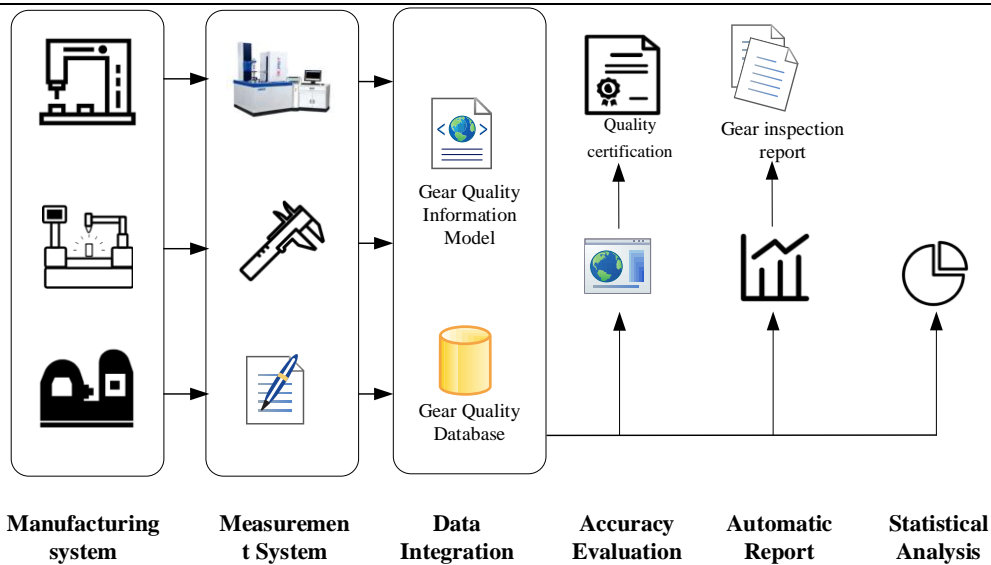 Quality
certification
Gear inspection
report
Gear Quality
Information
Model
Gear Quality
Database
Manufacturing
system
Measuremen
t System
Data
Integration
Accuracy
Evaluation
Automatic
Report
Statistical
Analysis